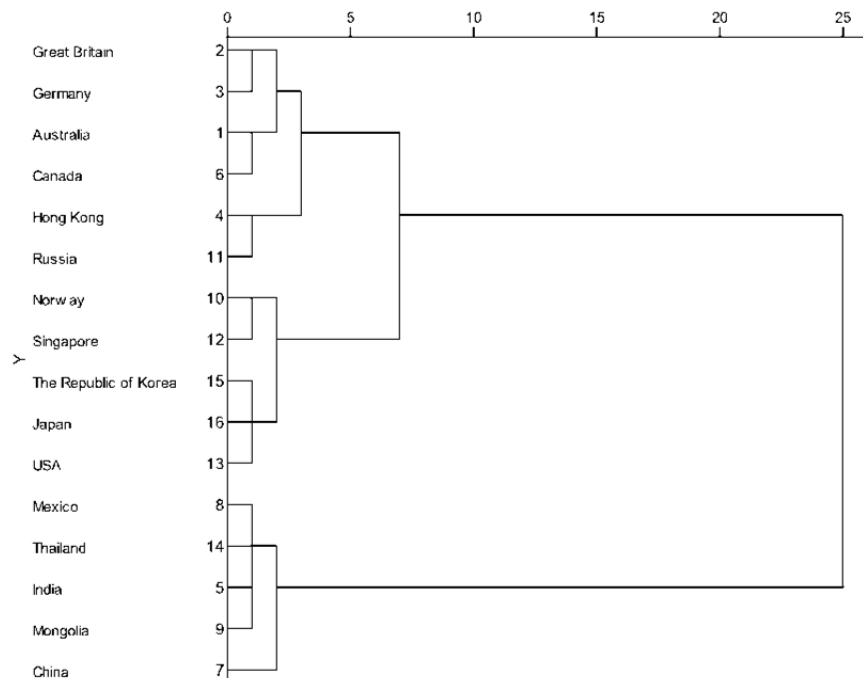 0 5 10 15 20 25
Great Britain 2
Germany 3
Australia 1
Canada 6
Hong Kong 4
Russia 11
Norway 10
Singapore 12
Y
The Republic of Korea 15
Japan 16
USA 13
Mexico 8
Thailand 14
India 5
Mongolia 9
China 7